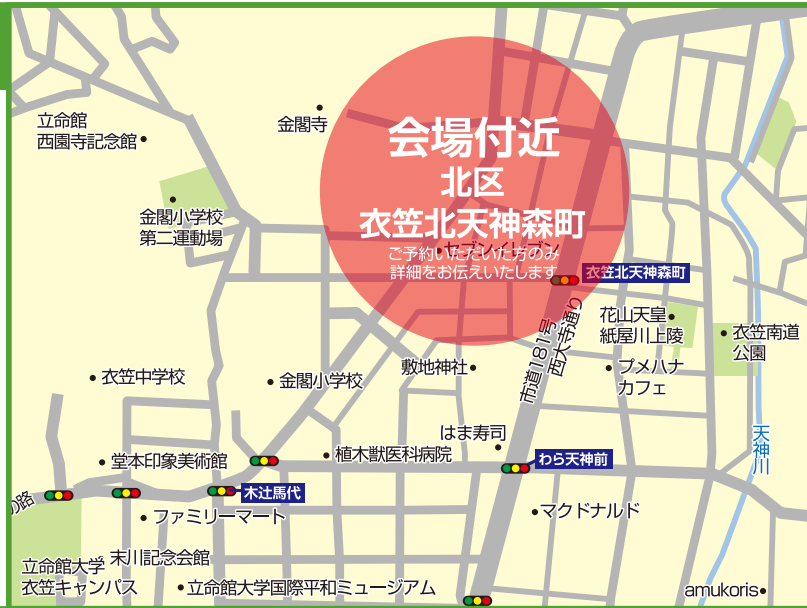 立命館
西園寺記念館
金閣寺
会場付近
北区
衣笠北天神森町
セブンイレブン
ご予約いただいた方のみ
詳細をお伝えいたします
金閣小学校
第二運動場
衣笠北天神森町
花山天皇
紙屋川上陵
衣笠南道
公園
市道181号
西大寺通り
プメハナ
カフェ
敷地神社
衣笠中学校
金閣小学校
はま寿司
天神川
堂本印象美術館
植木獣医科病院
わら天神前
木辻馬代
の路
ファミリーマート
マクドナルド
立命館大学
衣笠キャンパス
末川記念会館
立命館大学国際平和ミュージアム
amukoris